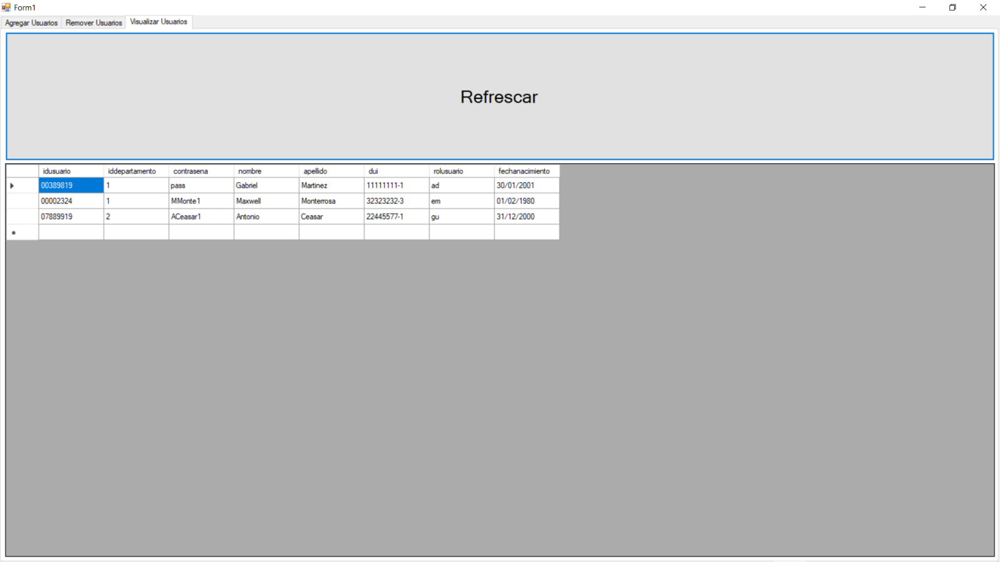 Form1
Agregar Usuarios Remover Usuarios Visualizar Usuarios
Refrescar
idusuario iddepartamento contrasena nombre apellido dui rolusuario fechanacimiento
00389819 1 pass Gabriel Martinez 11111111-1 ad 30/01/2001
00002324 1 MMonte1 Maxwell Monterrosa 32323232-3 em 01/02/1980
07889919 2 ACeasar1 Antonio Ceasar 22445577-1 gu 31/12/2000